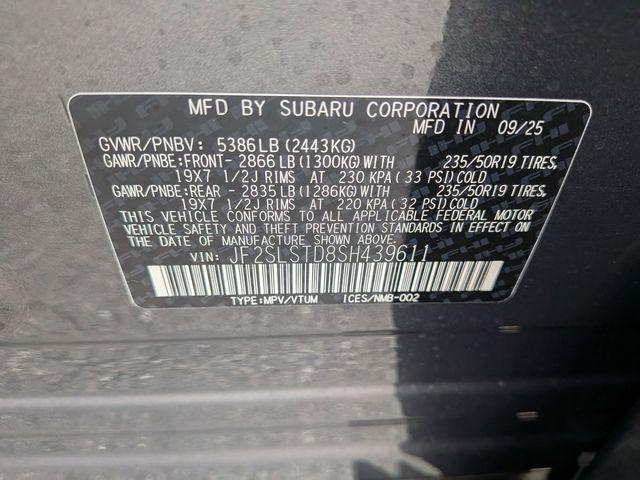 MFD BY SUBARU CORPORATION
MFD IN 09/25
GVWR/PNBV: 5386LB (2443KG)
GAWR/PNBE:FRONT- 2866LB (1300KG) WITH 235/50R19 TIRES,
19X7 1/2J RIMS AT 230 KPA (33 PSI) COLD
GAWR/PNBE:REAR - 2835LB (1286KG) WITH 235/50R19 TIRES,
19X7 1/2J RIMS AT 220 KPA (32 PSI) COLD
THIS VEHICLE CONFORMS TO ALL APPLICABLE FEDERAL MOTOR
VEHICLE SAFETY AND THEFT PREVENTION STANDARDS IN EFFECT ON
THE DATE OF MANUFACTURE SHOWN ABOVE.
VIN: JF2SLSTD8SH439611
TYPE:MPV/VTUM ICES/NMB-002